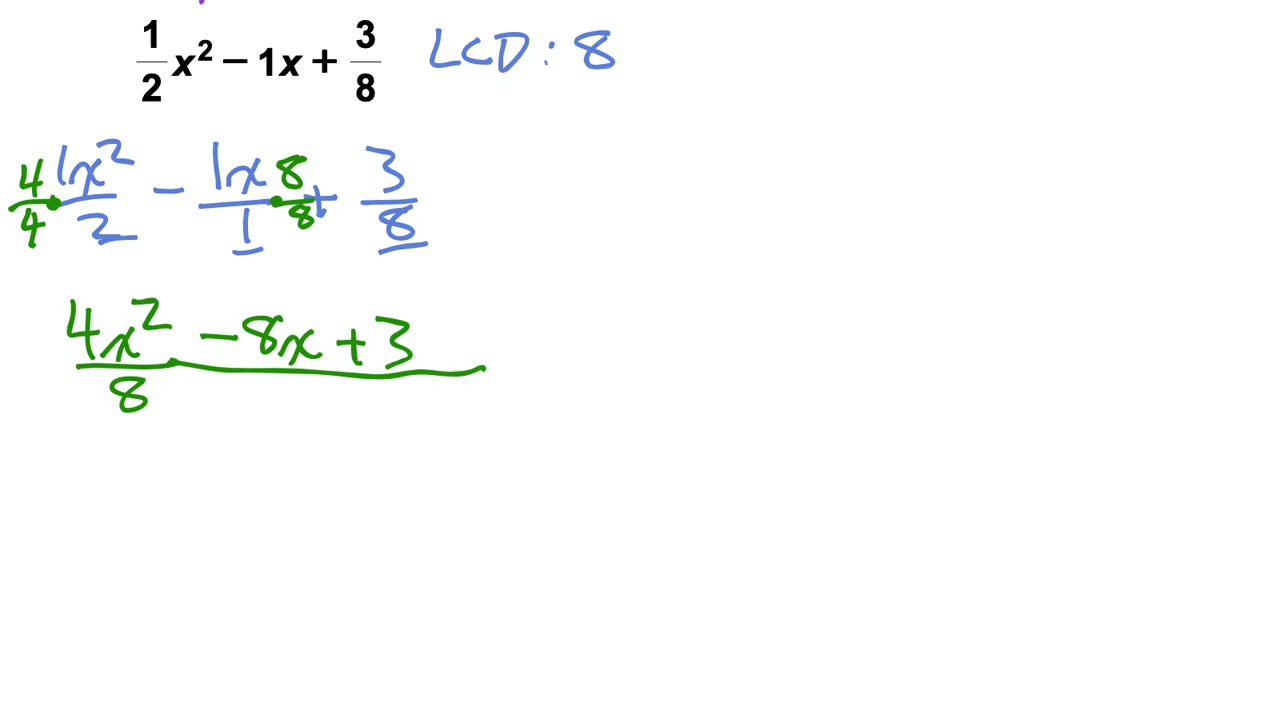 1/2 x² − 1x + 3/8 LCD: 8
4/4 · 1x²/2 − 1x/1 · 8/8 + 3/8
4x² − 8x + 3
8